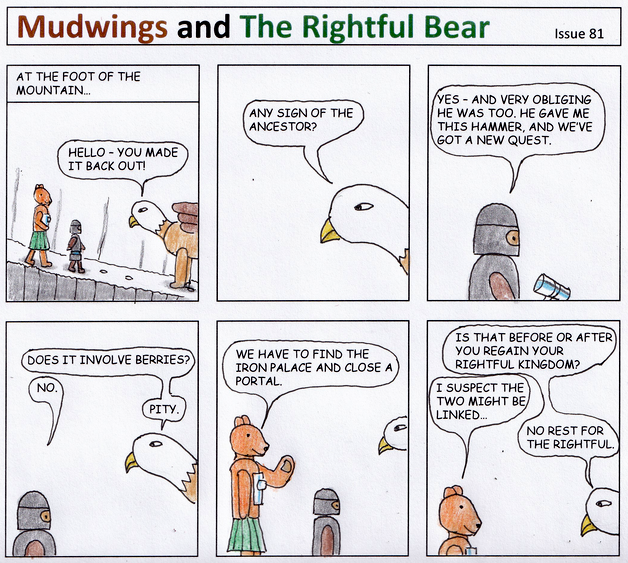 Mudwings and The Rightful Bear
Issue 81
AT THE FOOT OF THE
MOUNTAIN...
HELLO - YOU MADE
IT BACK OUT!
ANY SIGN OF THE
ANCESTOR?
YES - AND VERY OBLIGING
HE WAS TOO. HE GAVE ME
THIS HAMMER, AND WE'VE
GOT A NEW QUEST.
DOES IT INVOLVE BERRIES?
NO.
PITY.
WE HAVE TO FIND THE
IRON PALACE AND CLOSE A
PORTAL.
IS THAT BEFORE OR AFTER
YOU REGAIN YOUR
RIGHTFUL KINGDOM?
I SUSPECT THE
TWO MIGHT BE
LINKED...
NO REST FOR
THE RIGHTFUL.